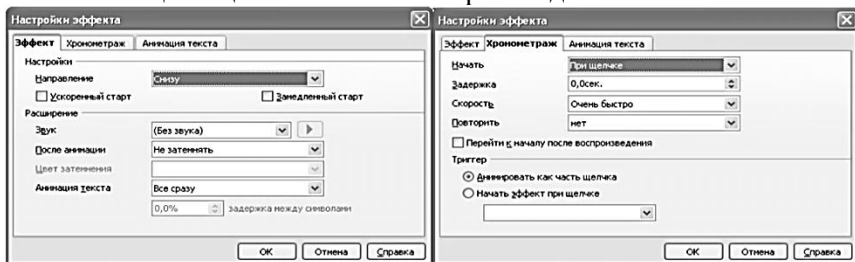 Настройки эффекта
Эффект Хронометраж Анимация текста
Настройки
Направление Снизу
Ускоренный старт Замедленный старт
Расширение
Звук (Без звука)
После анимации Не затемнять
Цвет затемнения
Анимация текста Все сразу
0,0% задержка между символами
ОК Отмена Справка
Настройки эффекта
Эффект Хронометраж Анимация текста
Начать При щелчке
Задержка 0,0сек.
Скорость Очень быстро
Повторить нет
Перейти к началу после воспроизведения
Триггер
Анимировать как часть щелчка
Начать эффект при щелчке
ОК Отмена Справка